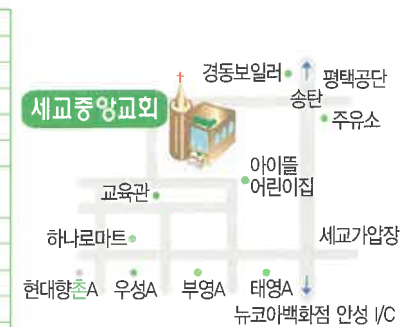 경동보일러
평택공단
송탄
세교중앙교회
주유소
아이뜰
어린이집
교육관
하나로마트
세교가압장
현대향촌A 우성A 부영A 태영A
뉴코아백화점 안성 I/C